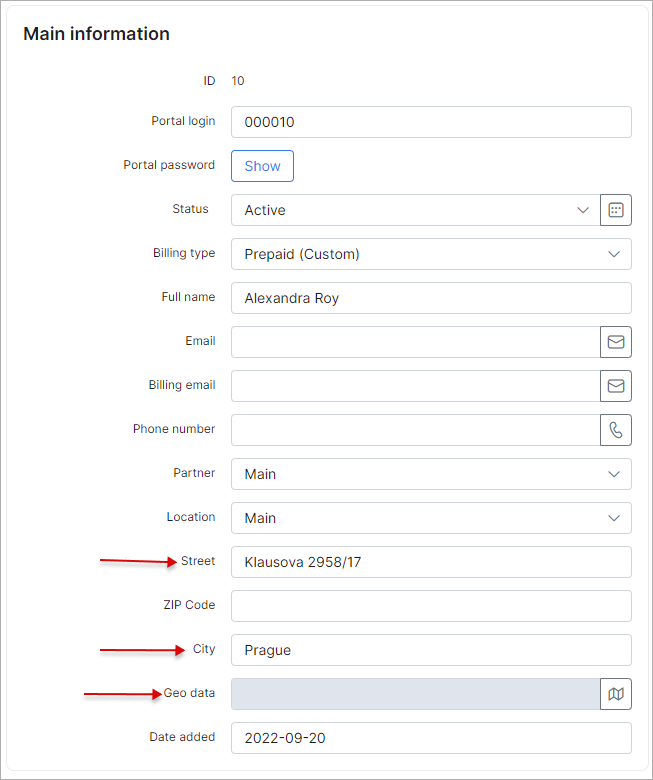 Main information
ID 10
Portal login 000010
Portal password Show
Status Active
Billing type Prepaid (Custom)
Full name Alexandra Roy
Email
Billing email
Phone number
Partner Main
Location Main
Street Klausova 2958/17
ZIP Code
City Prague
Geo data
Date added 2022-09-20